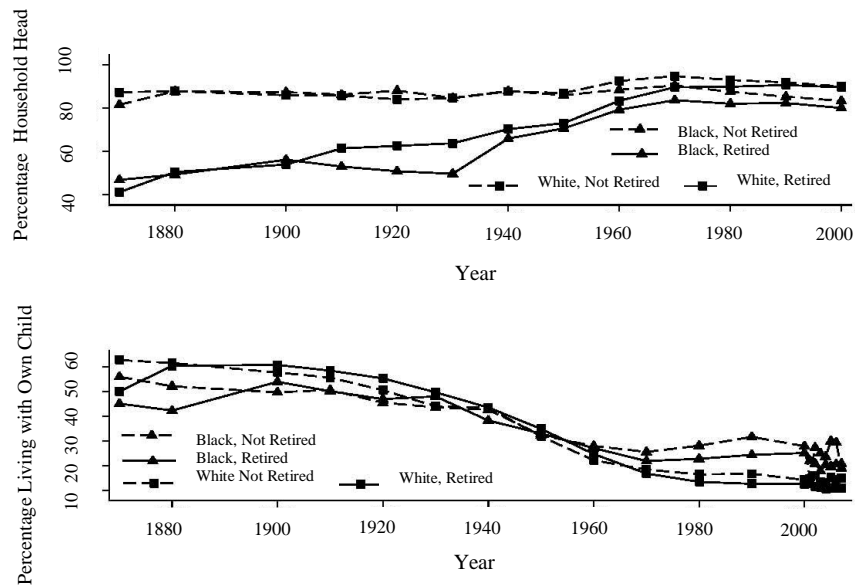 Percentage Household Head
100
80
60
40
Black, Not Retired
Black, Retired
White, Not Retired White, Retired
1880 1900 1920 1940 1960 1980 2000
Year
Percentage Living with Own Child
60
50
40
30
20
10
Black, Not Retired
Black, Retired
White Not Retired White, Retired
1880 1900 1920 1940 1960 1980 2000
Year